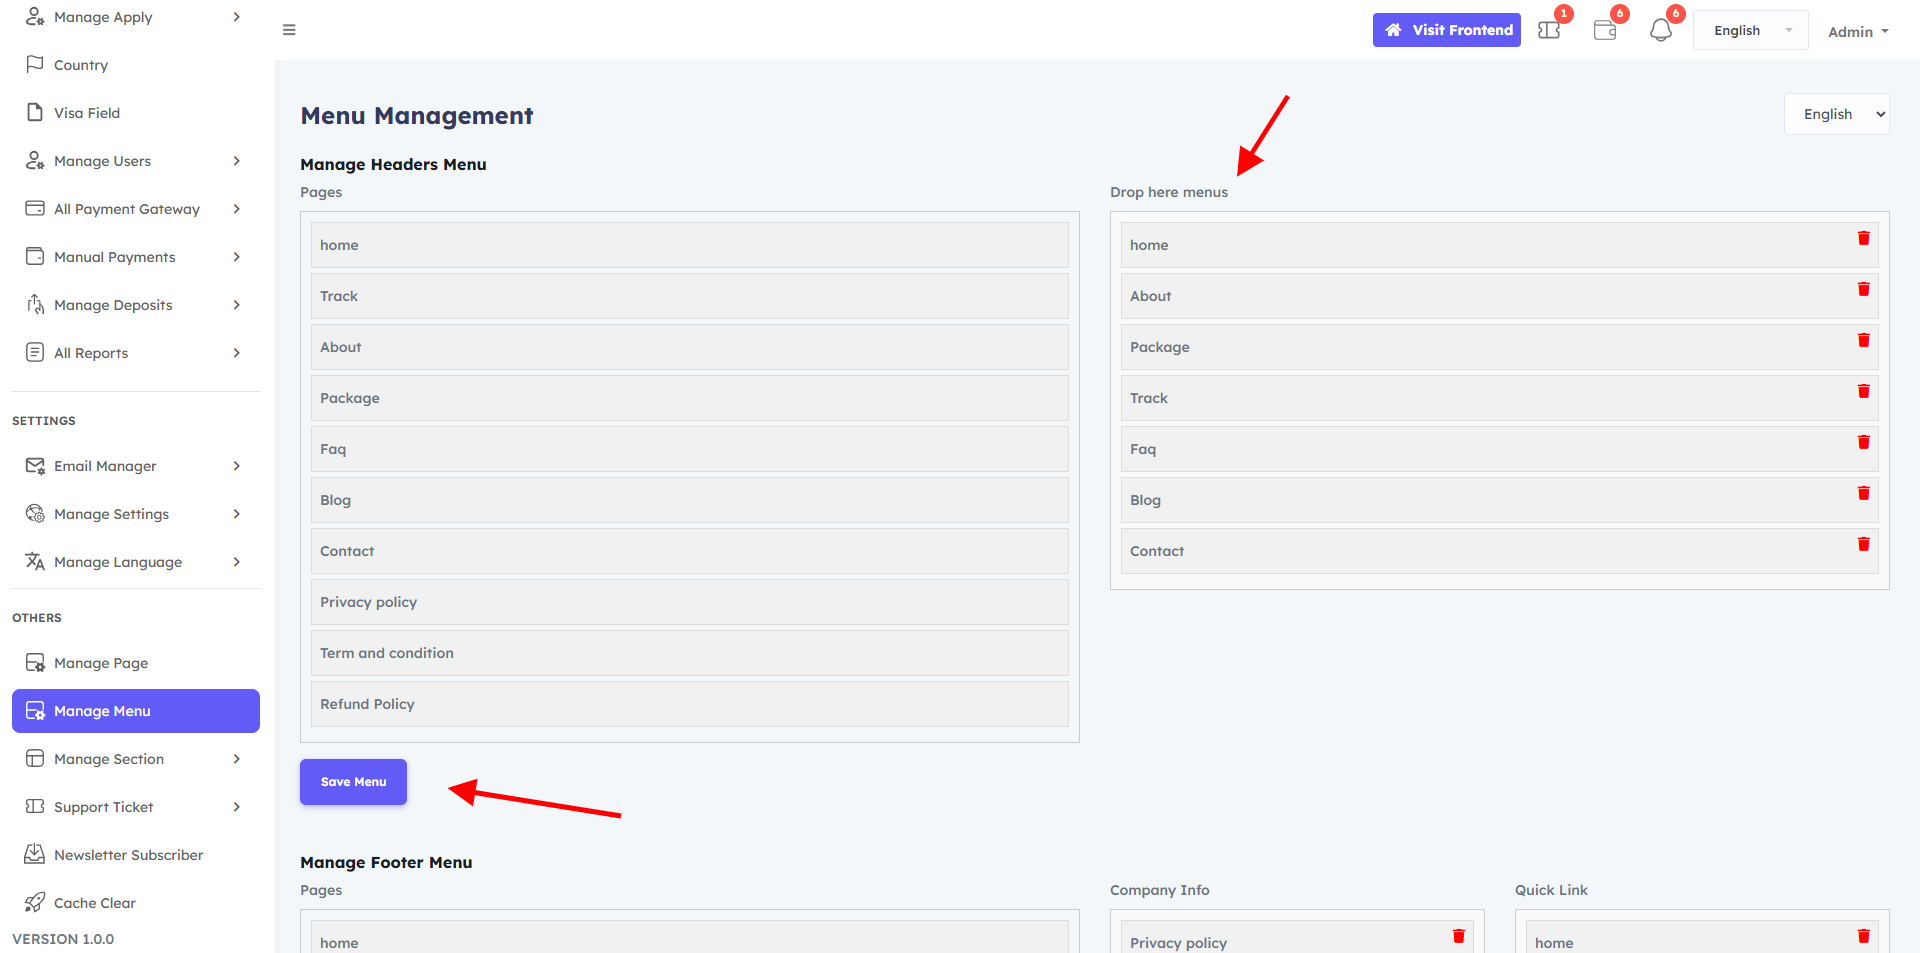 Manage Apply
Country
Visa Field
Manage Users
All Payment Gateway
Manual Payments
Manage Deposits
All Reports
SETTINGS
Email Manager
Manage Settings
Manage Language
OTHERS
Manage Page
Manage Menu
Manage Section
Support Ticket
Newsletter Subscriber
Cache Clear
VERSION 1.0.0
Visit Frontend
1
6
6
English
Admin
Menu Management
English
Manage Headers Menu
Pages
home
Track
About
Package
Faq
Blog
Contact
Privacy policy
Term and condition
Refund Policy
Drop here menus
home
About
Package
Track
Faq
Blog
Contact
Save Menu
Manage Footer Menu
Pages
home
Company Info
Privacy policy
Quick Link
home